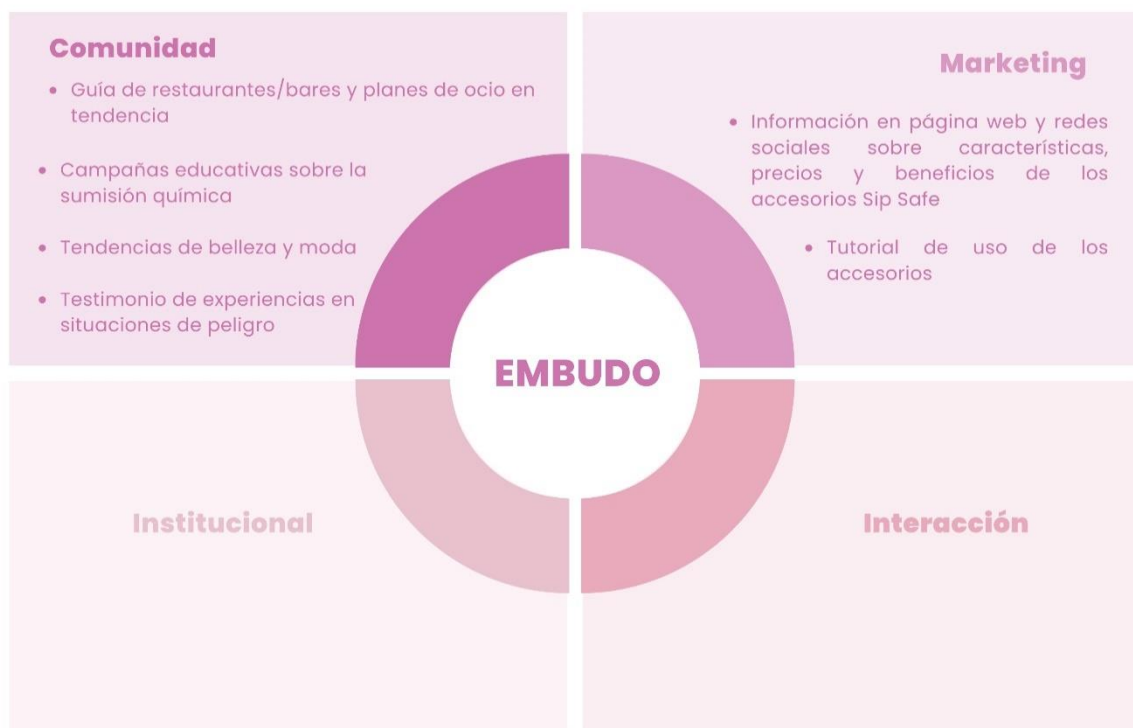 Comunidad
• Guía de restaurantes/bares y planes de ocio en
tendencia
• Campañas educativas sobre la
sumisión química
• Tendencias de belleza y moda
• Testimonio de experiencias en
situaciones de peligro
Marketing
• Información en página web y redes
sociales sobre características,
precios y beneficios de los
accesorios Sip Safe
• Tutorial de uso de los
accesorios
EMBUDO
Institucional
Interacción